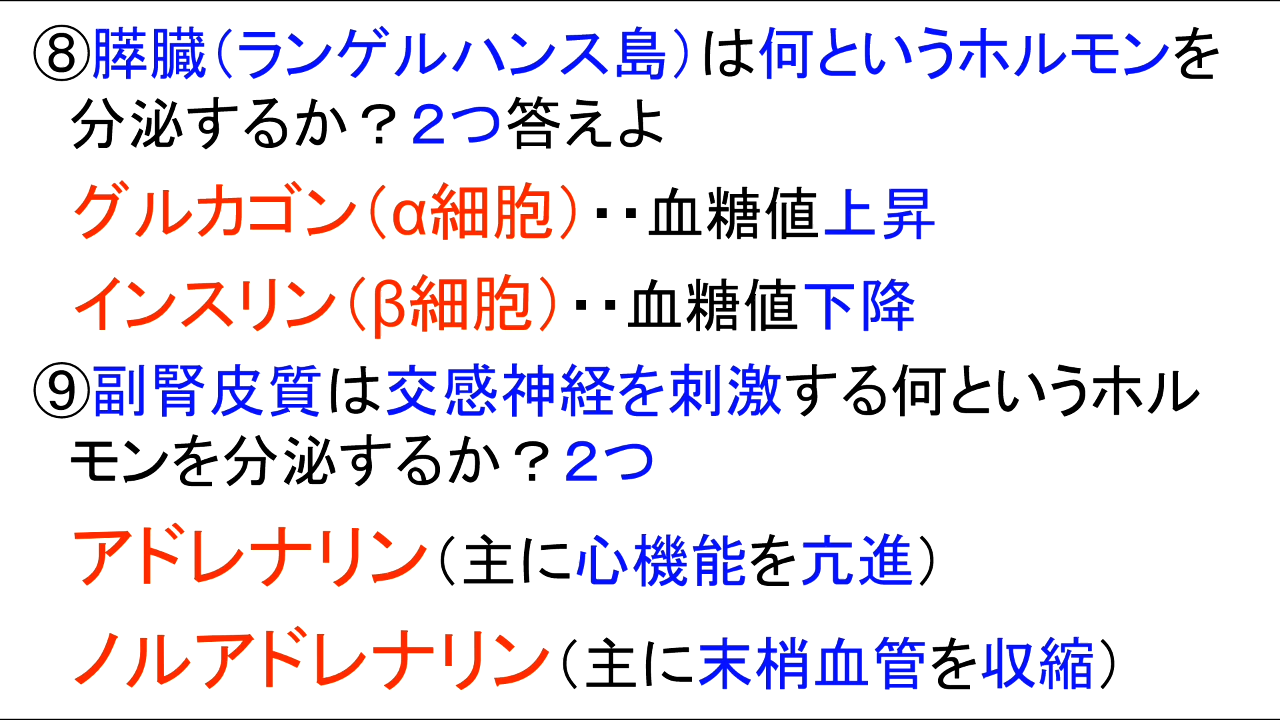 ⑧膵臓（ランゲルハンス島）は何というホルモンを
分泌するか？２つ答えよ
グルカゴン（α細胞）・・血糖値上昇
インスリン（β細胞）・・血糖値下降
⑨副腎皮質は交感神経を刺激する何というホル
モンを分泌するか？２つ
アドレナリン（主に心機能を亢進）
ノルアドレナリン（主に末梢血管を収縮）